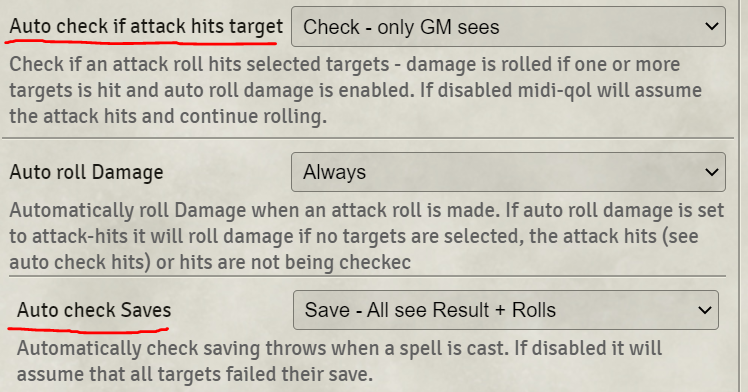 Auto check if attack hits target Check - only GM sees
Check if an attack roll hits selected targets - damage is rolled if one or more
targets is hit and auto roll damage is enabled. If disabled midi-qol will assume
the attack hits and continue rolling.
Auto roll Damage Always
Automatically roll Damage when an attack roll is made. If auto roll damage is set
to attack-hits it will roll damage if no targets are selected, the attack hits (see
auto check hits) or hits are not being checkec
Auto check Saves Save - All see Result + Rolls
Automatically check saving throws when a spell is cast. If disabled it will
assume that all targets failed their save.